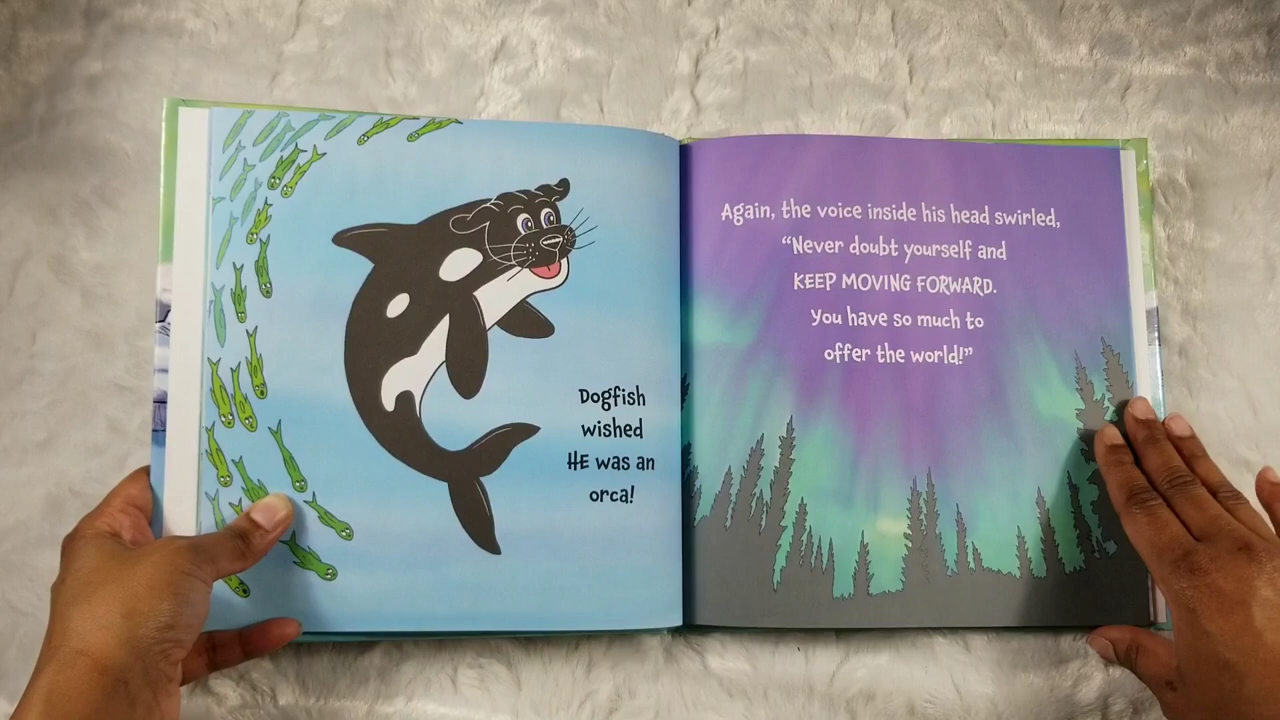 Dogfish
wished
HE was an
orca!
Again, the voice inside his head swirled,
“Never doubt yourself and
KEEP MOVING FORWARD.
You have so much to
offer the world!”